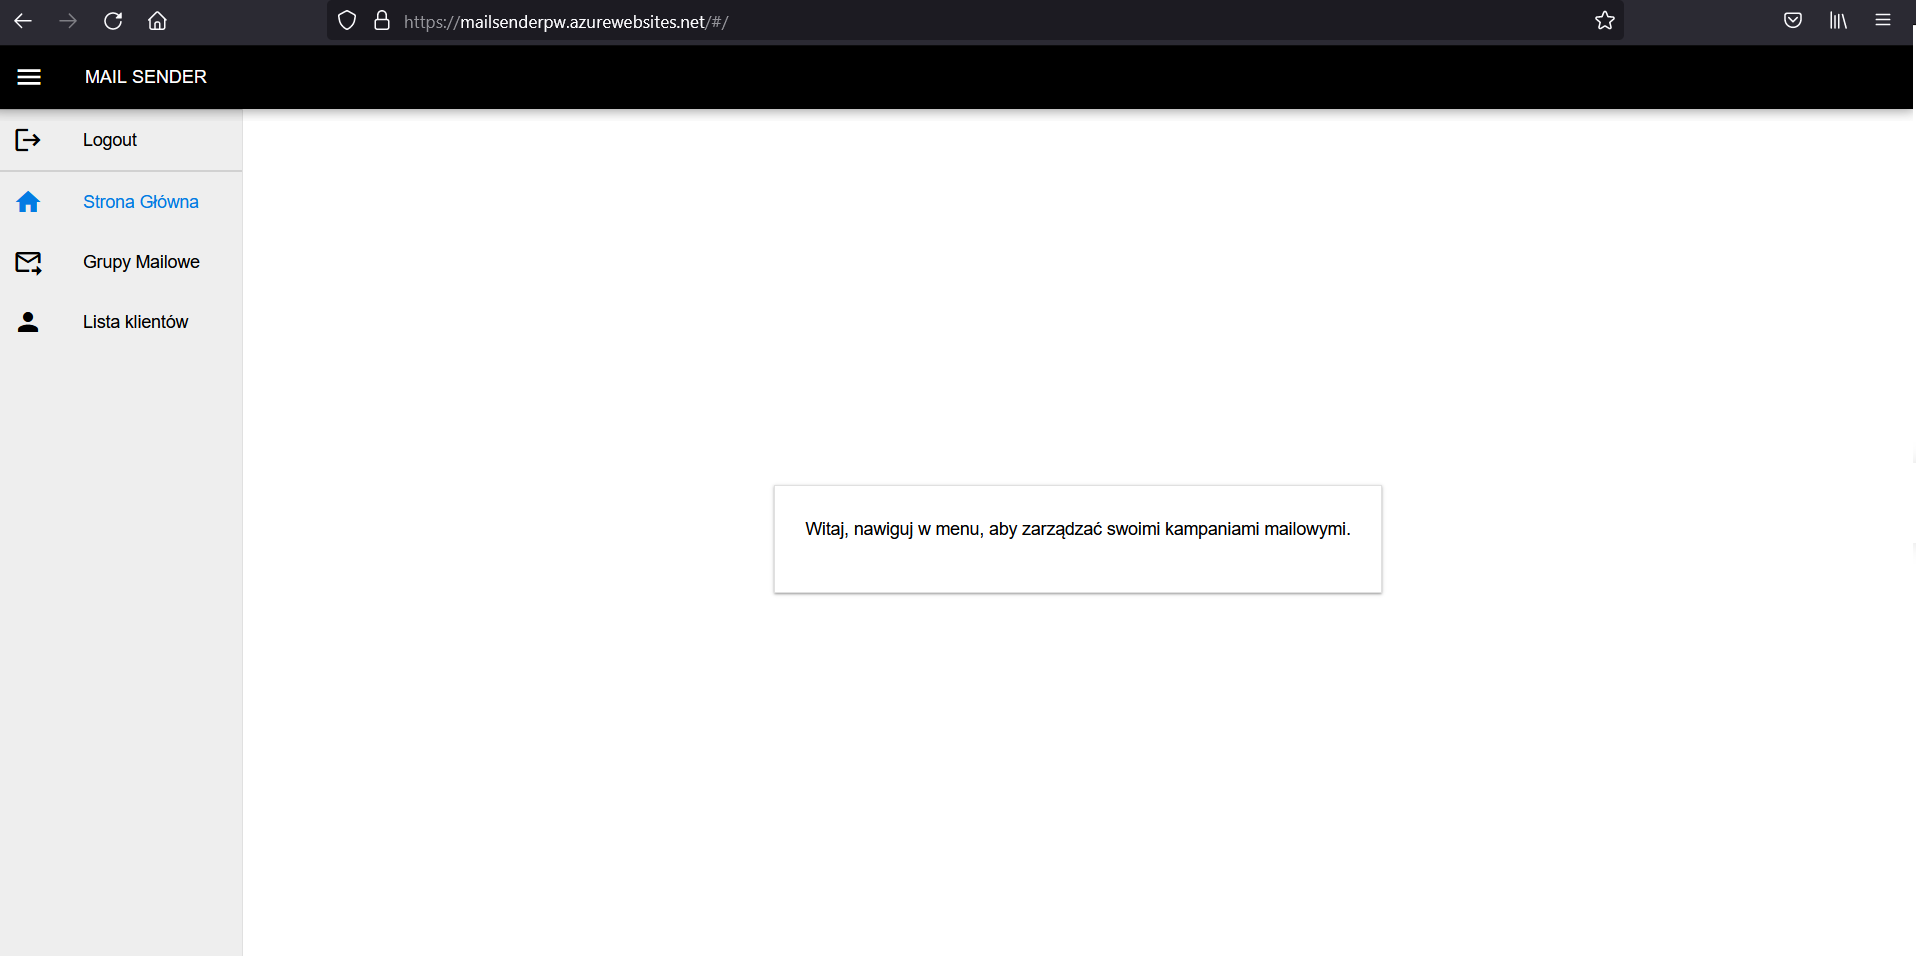 https://mailsenderpw.azurewebsites.net/#/
MAIL SENDER
Logout
Strona Główna
Grupy Mailowe
Lista klientów
Witaj, nawiguj w menu, aby zarządzać swoimi kampaniami mailowymi.